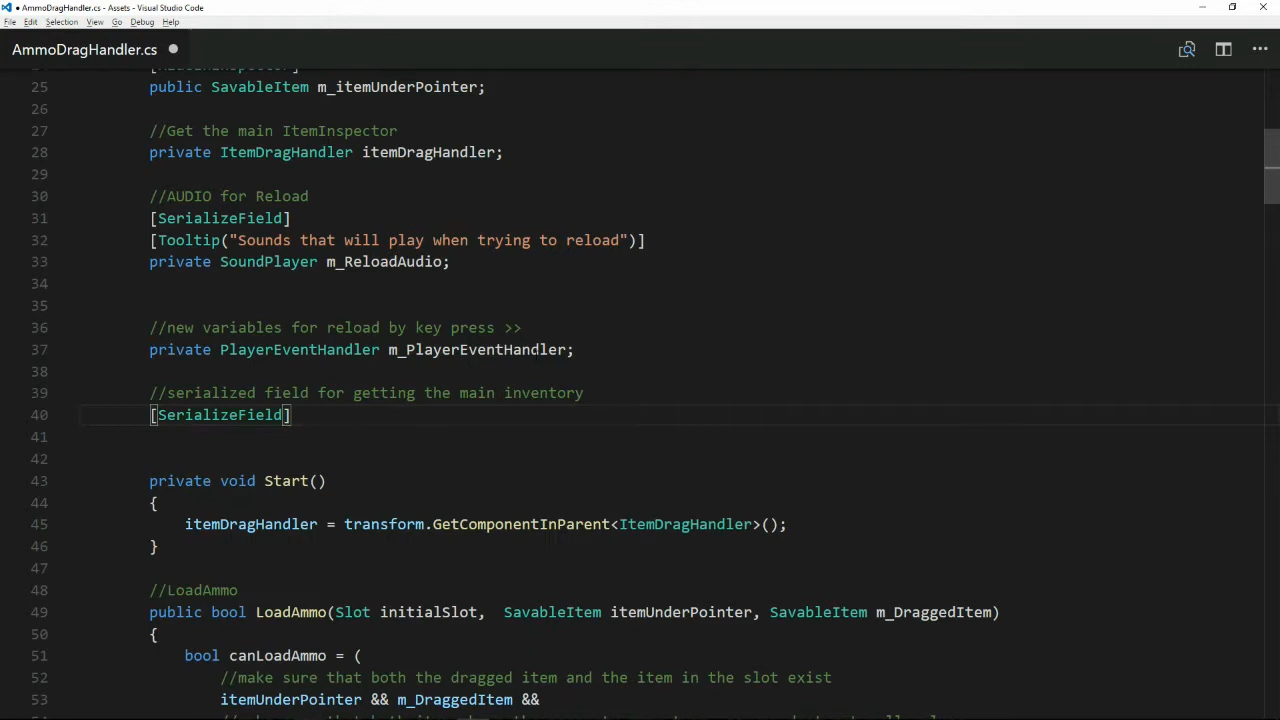 AmmoDragHandler.cs - Assets - Visual Studio Code
File Edit Selection View Go Debug Help
AmmoDragHandler.cs
25 public SavableItem m_itemUnderPointer;
26
27 //Get the main ItemInspector
28 private ItemDragHandler itemDragHandler;
29
30 //AUDIO for Reload
31 [SerializeField]
32 [Tooltip("Sounds that will play when trying to reload")]
33 private SoundPlayer m_ReloadAudio;
34
35
36 //new variables for reload by key press >>
37 private PlayerEventHandler m_PlayerEventHandler;
38
39 //serialized field for getting the main inventory
40 [SerializeField]
41
42
43 private void Start()
44 {
45 itemDragHandler = transform.GetComponentInParent<ItemDragHandler>();
46 }
47
48 //LoadAmmo
49 public bool LoadAmmo(Slot initialSlot,  SavableItem itemUnderPointer, SavableItem m_DraggedItem)
50 {
51 bool canLoadAmmo = (
52 //make sure that both the dragged item and the item in the slot exist
53 itemUnderPointer && m_DraggedItem &&